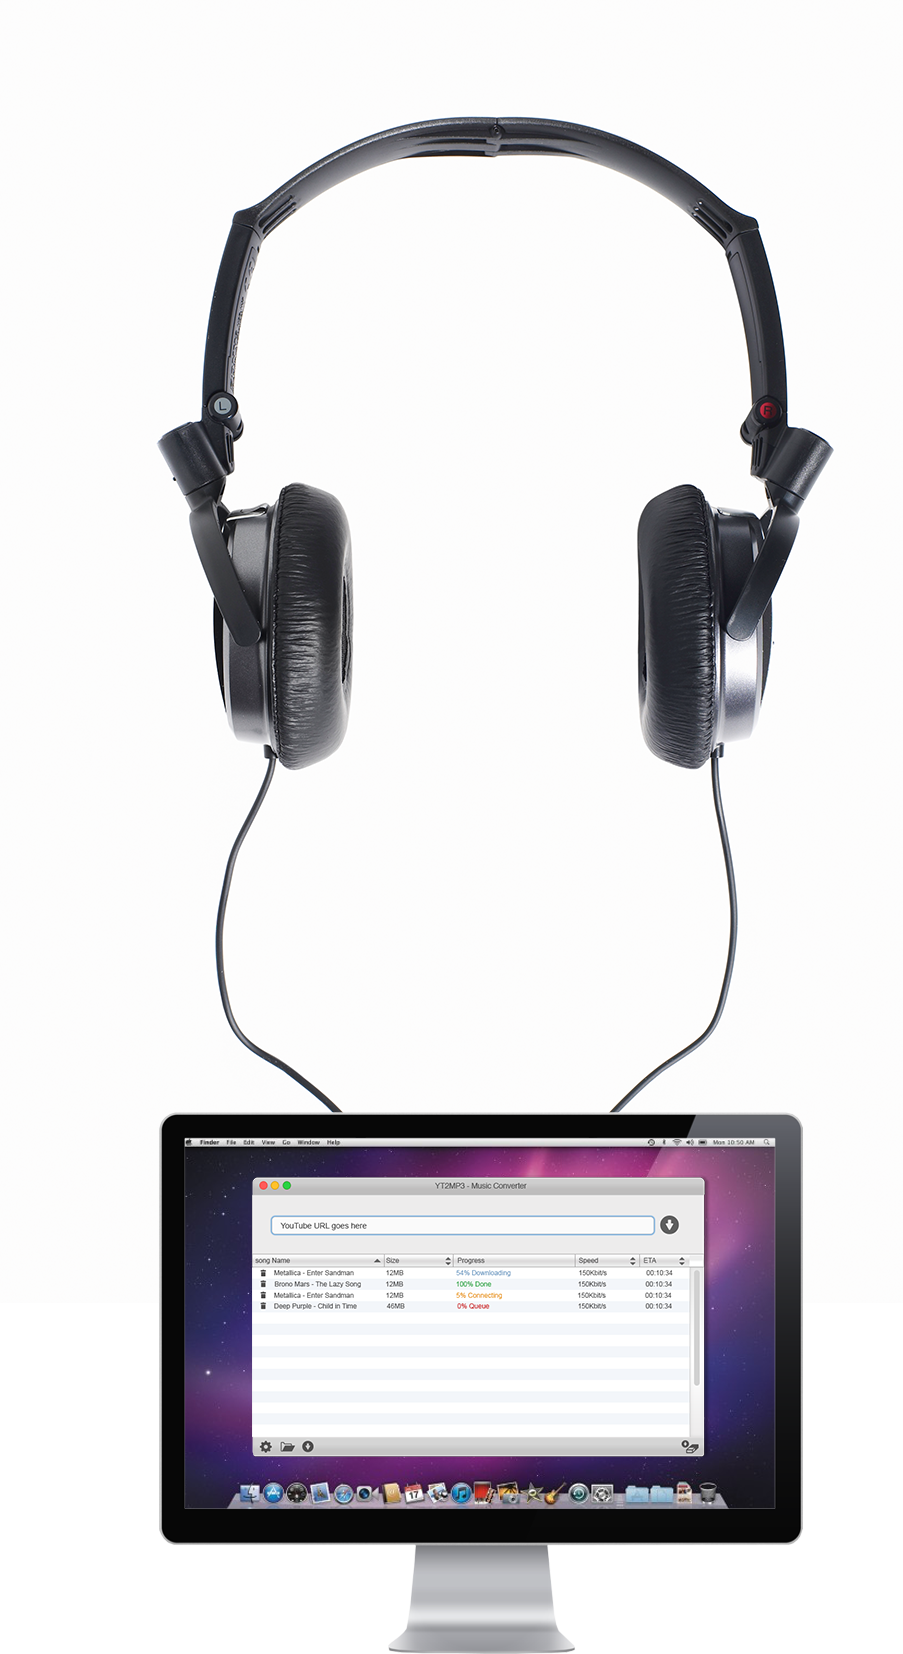 L
R
Finder File Edit View Go Window Help Mon 10:50 AM
YT2MP3 - Music Converter
YouTube URL goes here
song Name Size Progress Speed ETA
Metallica - Enter Sandman 12MB 54% Downloading 150Kbit/s 00:10:34
Brono Mars - The Lazy Song 12MB 100% Done 150Kbit/s 00:10:34
Metallica - Enter Sandman 12MB 5% Connecting 150Kbit/s 00:10:34
Deep Purple - Child in Time 46MB 0% Queue 150Kbit/s 00:10:34
17